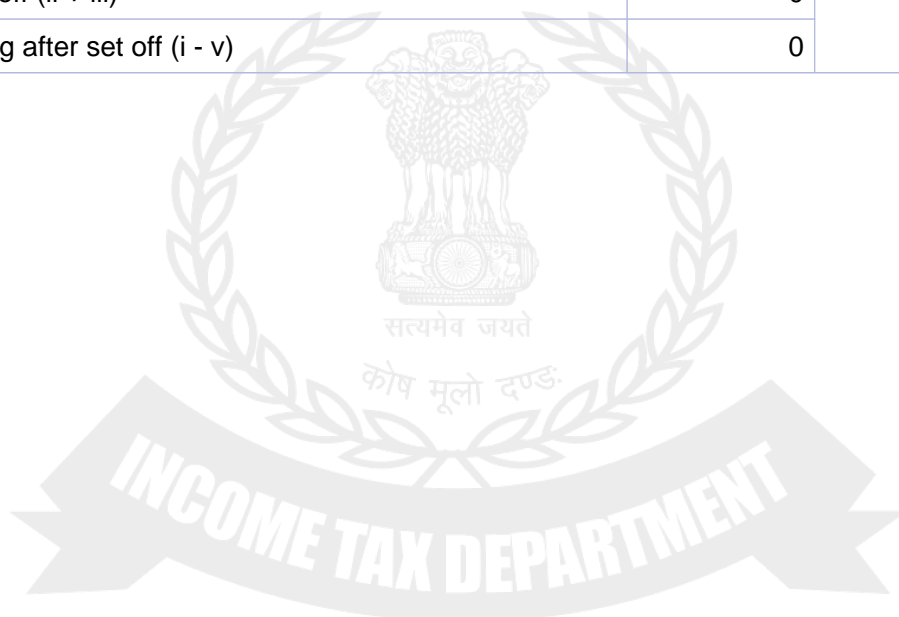 g after set off (i - v) 0
सत्यमेव जयते
कोष मूलो दण्डः
INCOME TAX DEPARTMENT